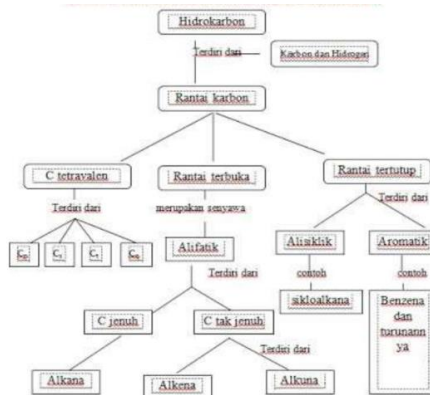 Hidrokarbon
Terdiri dari
Karbon dan Hidrogen
Rantai karbon
C tetravalen
Rantai terbuka
Rantai tertutup
Terdiri dari
merupakan senyawa
Terdiri dari
Alifatik
Alisiklik
Aromatik
Terdiri dari
contoh
contoh
sikloalkana
Benzena
dan
turunann
ya
C jenuh
C tak jenuh
Terdiri dari
Alkana
Alkena
Alkuna